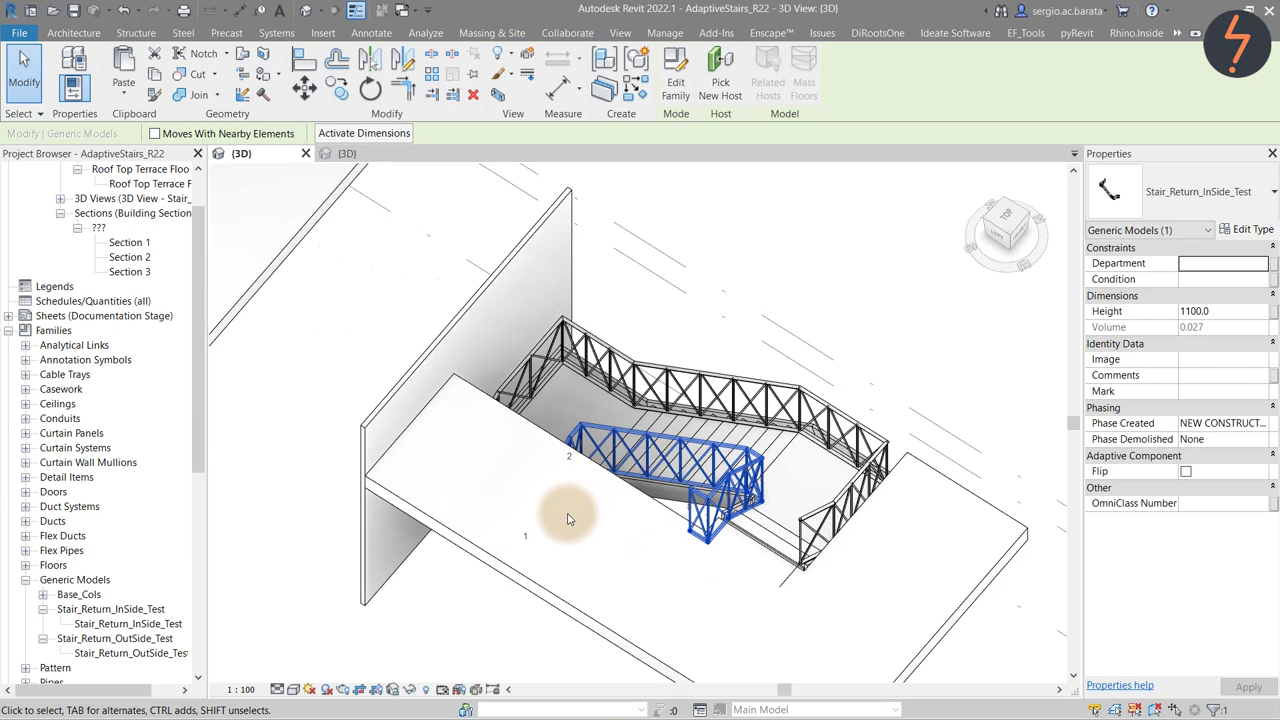 Autodesk Revit 2022.1 - AdaptiveStairs_R22 - 3D View: {3D}
sergio.ac.barata
File Architecture Structure Steel Precast Systems Insert Annotate Analyze Massing & Site Collaborate View Manage Add-Ins Enscape™ Issues DiRootsOne Ideate Software EF_Tools pyRevit Rhino.Inside
Modify
Paste
Notch
Cut
Join
Edit Family
Pick New Host
Related Hosts
Mass Floors
Select Properties Clipboard Geometry Modify View Measure Create Mode Host Model
Modify | Generic Models
Moves With Nearby Elements
Activate Dimensions
Project Browser - AdaptiveStairs_R22
Roof Top Terrace Floo
Roof Top Terrace F
3D Views (3D View - Stair_
Sections (Building Section
???
Section 1
Section 2
Section 3
Legends
Schedules/Quantities (all)
Sheets (Documentation Stage)
Families
Analytical Links
Annotation Symbols
Cable Trays
Casework
Ceilings
Conduits
Curtain Panels
Curtain Systems
Curtain Wall Mullions
Detail Items
Doors
Duct Systems
Ducts
Flex Ducts
Flex Pipes
Floors
Generic Models
Base_Cols
Stair_Return_InSide_Test
Stair_Return_InSide_Test
Stair_Return_OutSide_Test
Stair_Return_OutSide_Test
Pattern
{3D}
{3D}
TOP
LEFT
2
1
1 : 100
Properties
Stair_Return_InSide_Test
Generic Models (1)
Edit Type
Constraints
Department
Condition
Dimensions
Height 1100.0
Volume 0.027
Identity Data
Image
Comments
Mark
Phasing
Phase Created NEW CONSTRUCT...
Phase Demolished None
Adaptive Component
Flip
Other
OmniClass Number
Properties help
Apply
Click to select, TAB for alternates, CTRL adds, SHIFT unselects.
:0
Main Model
:1